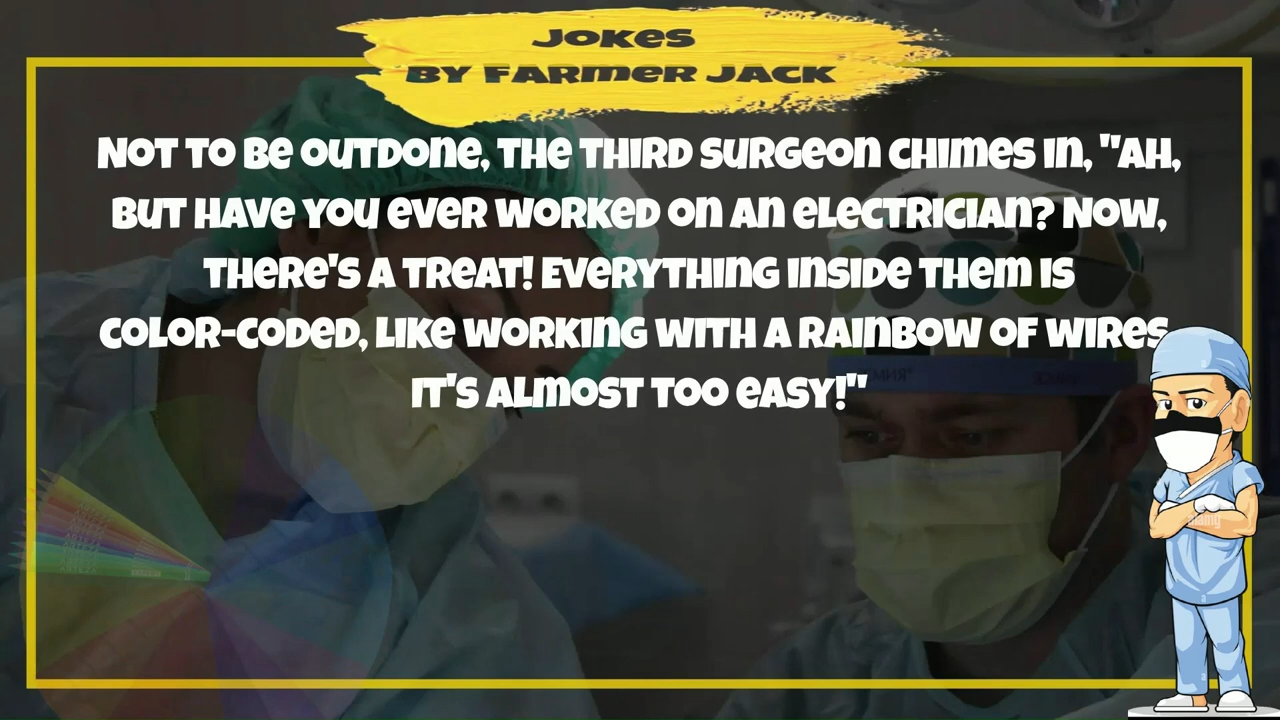 JOKES
BY FARMER JACK
NOT TO BE OUTDONE, THE THIRD SURGEON CHIMES IN, "AH,
BUT HAVE YOU EVER WORKED ON AN ELECTRICIAN? NOW,
THERE'S A TREAT! EVERYTHING INSIDE THEM IS
COLOR-CODED, LIKE WORKING WITH A RAINBOW OF WIRES
IT'S ALMOST TOO EASY!"